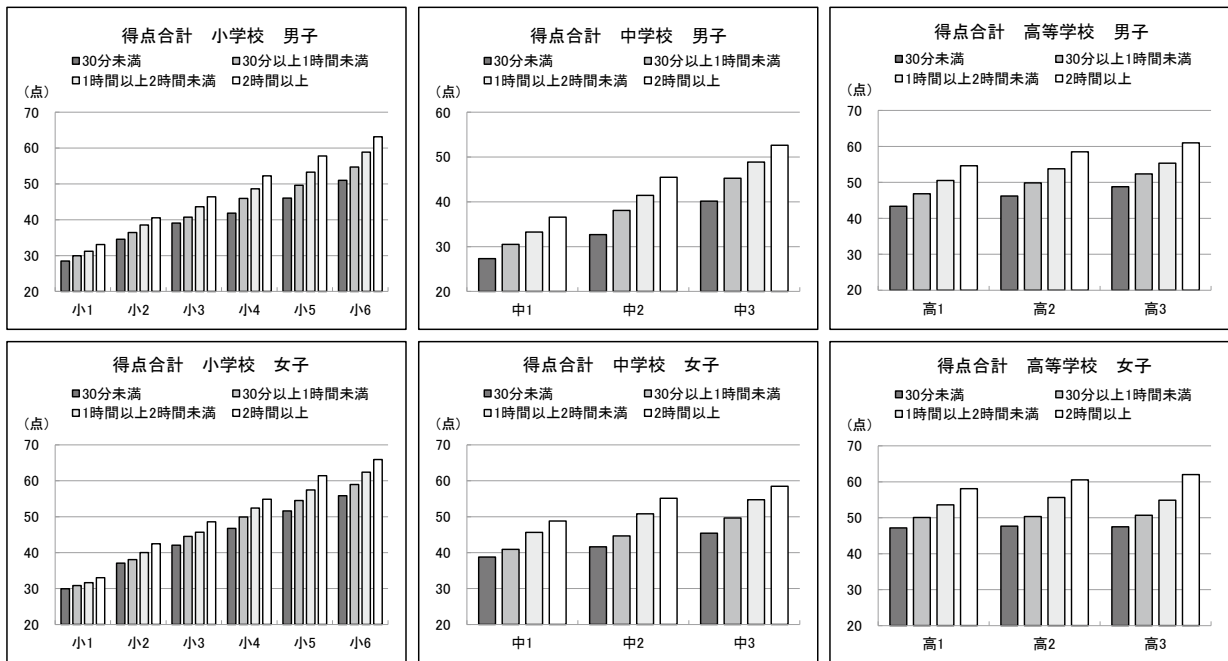 得点合計　小学校　男子
■30分未満　□30分以上1時間未満
□1時間以上2時間未満　□2時間以上
(点)
70
60
50
40
30
20
小1　小2　小3　小4　小5　小6
得点合計　中学校　男子
■30分未満　□30分以上1時間未満
□1時間以上2時間未満　□2時間以上
(点)
60
50
40
30
20
中1　中2　中3
得点合計　高等学校　男子
■30分未満　□30分以上1時間未満
□1時間以上2時間未満　□2時間以上
(点)
70
60
50
40
30
20
高1　高2　高3
得点合計　小学校　女子
■30分未満　□30分以上1時間未満
□1時間以上2時間未満　□2時間以上
(点)
70
60
50
40
30
20
小1　小2　小3　小4　小5　小6
得点合計　中学校　女子
■30分未満　□30分以上1時間未満
□1時間以上2時間未満　□2時間以上
(点)
70
60
50
40
30
20
中1　中2　中3
得点合計　高等学校　女子
■30分未満　□30分以上1時間未満
□1時間以上2時間未満　□2時間以上
(点)
70
60
50
40
30
20
高1　高2　高3